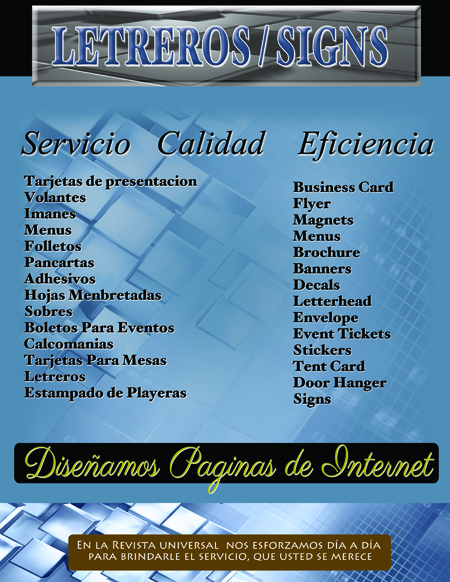 LETREROS / SIGNS
Servicio Calidad Eficiencia
Tarjetas de presentacion
Volantes
Imanes
Menus
Folletos
Pancartas
Adhesivos
Hojas Menbretadas
Sobres
Boletos Para Eventos
Calcomanias
Tarjetas Para Mesas
Letreros
Estampado de Playeras
Business Card
Flyer
Magnets
Menus
Brochure
Banners
Decals
Letterhead
Envelope
Event Tickets
Stickers
Tent Card
Door Hanger
Signs
Diseñamos Paginas de Internet
En la Revista universal nos esforzamos día a día
para brindarle el servicio, que usted se merece